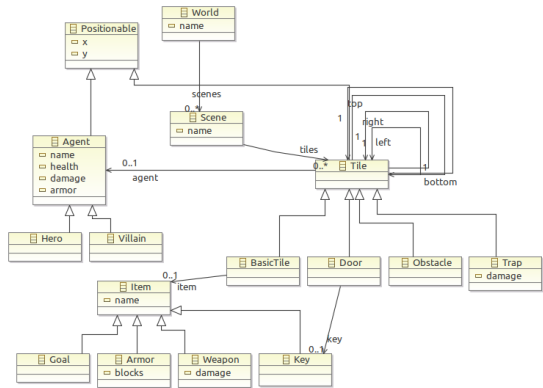 World
name
Positionable
x
y
scenes
0..*
Scene
name
top
1
right
1
1
left
1
bottom
tiles
0..*
Tile
Agent
name
health
damage
armor
0..1
agent
Hero
Villain
BasicTile
Door
Obstacle
Trap
damage
0..1
item
Item
name
key
0..1
Goal
Armor
blocks
Weapon
damage
Key